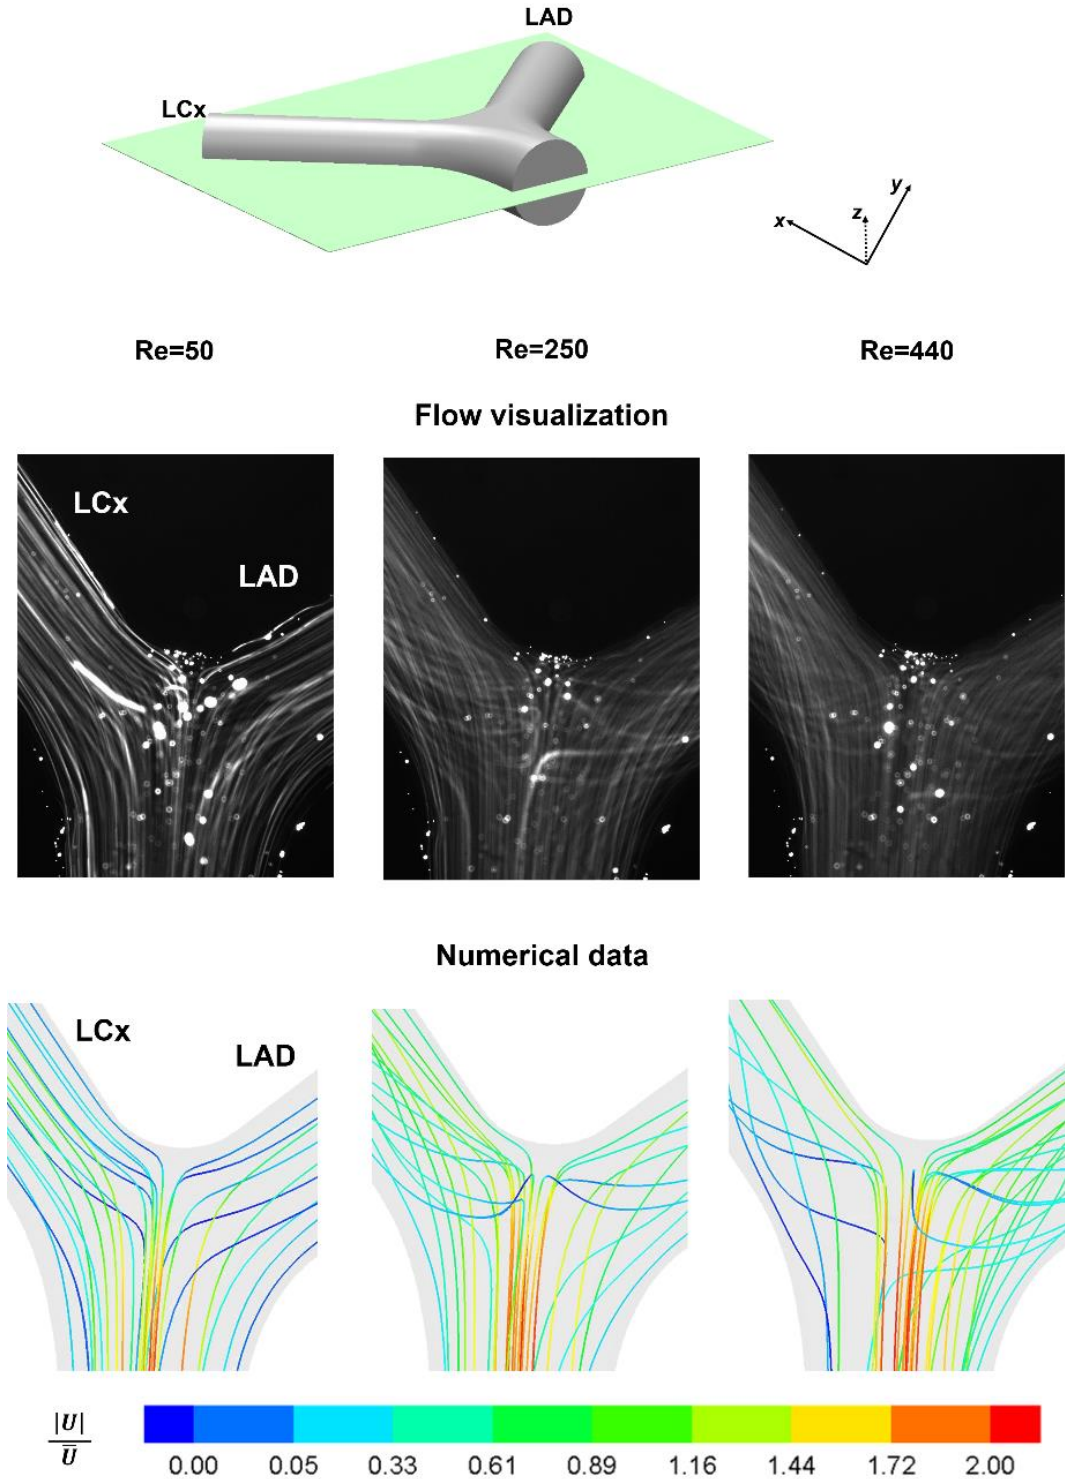 LAD
LCx
y
z
x
Re=50 Re=250 Re=440
Flow visualization
LCx
LAD
Numerical data
LCx
LAD
|U|
U̅
0.00 0.05 0.33 0.61 0.89 1.16 1.44 1.72 2.00